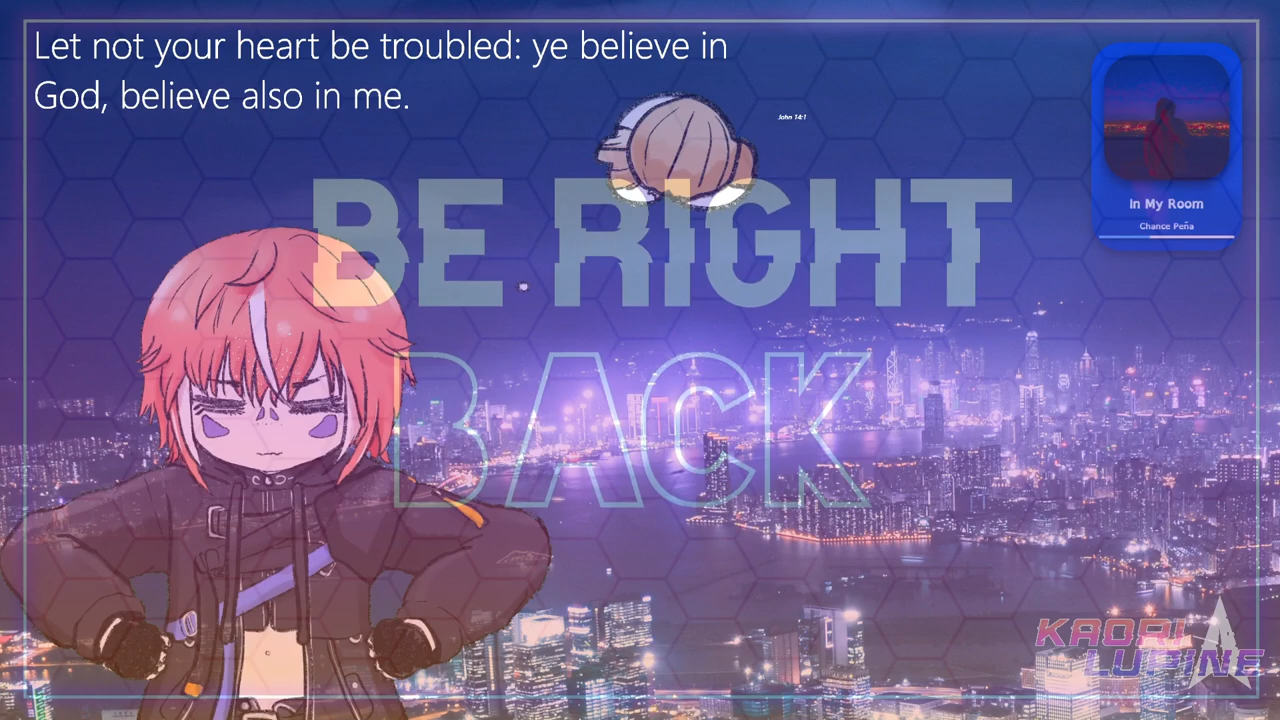 Let not your heart be troubled: ye believe in
God, believe also in me.
John 14:1
BE RIGHT
BACK
In My Room
Chance Peña
KAORI
LUPINE